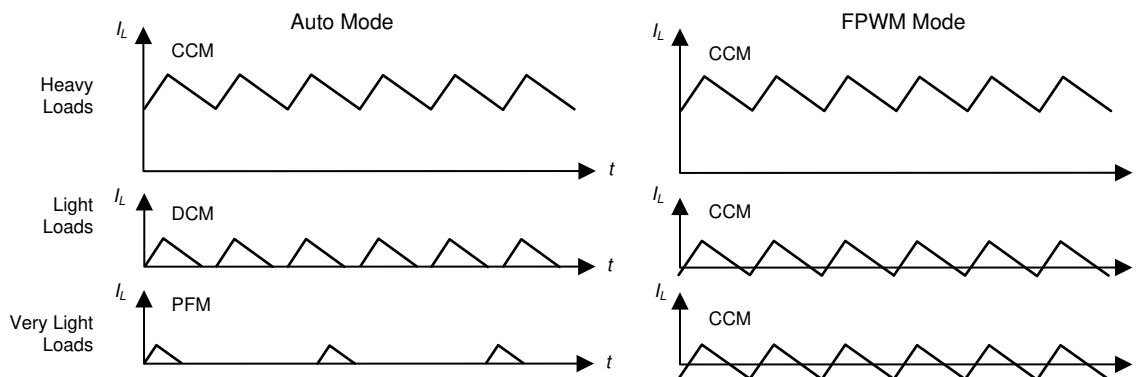 Auto Mode
FPWM Mode
I_L
CCM
Heavy
Loads
t
I_L
CCM
I_L
DCM
Light
Loads
t
I_L
CCM
I_L
PFM
Very Light
Loads
t
I_L
CCM